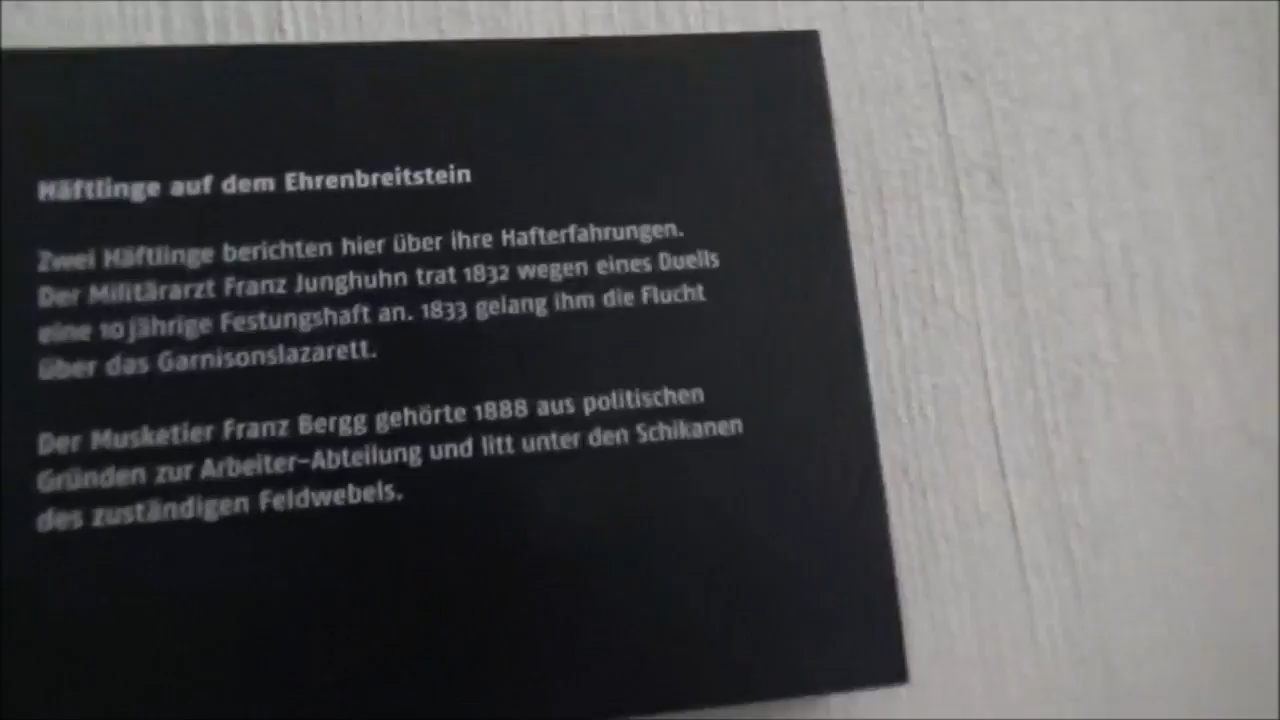 Häftlinge auf dem Ehrenbreitstein
Zwei Häftlinge berichten hier über ihre Hafterfahrungen.
Der Militärarzt Franz Junghuhn trat 1832 wegen eines Duells
eine 10jährige Festungshaft an. 1833 gelang ihm die Flucht
über das Garnisonslazarett.
Der Musketier Franz Bergg gehörte 1888 aus politischen
Gründen zur Arbeiter-Abteilung und litt unter den Schikanen
des zuständigen Feldwebels.